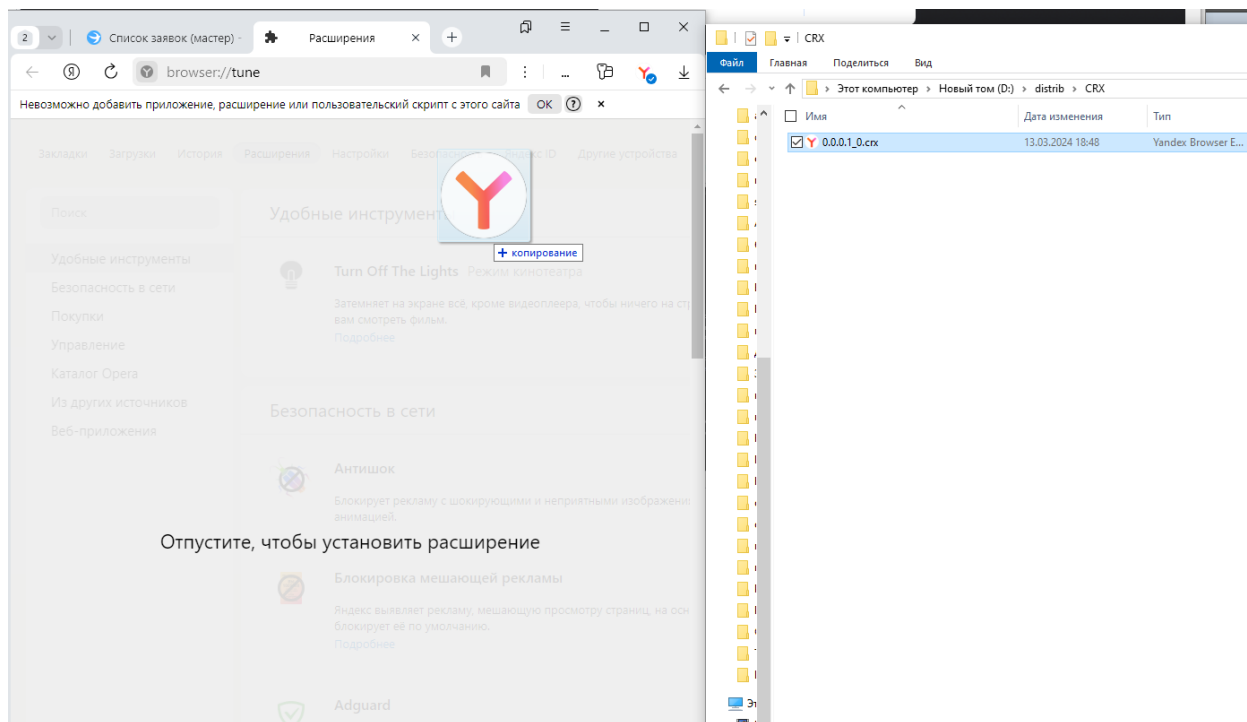 2
Список заявок (мастер) -
Расширения
browser://tune
Невозможно добавить приложение, расширение или пользовательский скрипт с этого сайта OK ? ×
Закладки Загрузки История Расширения Настройки ID Другие устройства
Поиск
Удобные инструменты
Безопасность в сети
Покупки
Управление
Каталог Opera
Из других источников
Веб-приложения
Удобные инструмент
копирование
Turn Off The Lights Режим кинотеатра
Затемняет на экране всё, кроме видеоплеера, чтобы ничего на ст
вам смотреть фильм.
Подробнее
Безопасность в сети
Антишок
Блокирует рекламу с шокирующими и неприятными изображени
анимацией.
Отпустите, чтобы установить расширение
Блокировка мешающей рекламы
Яндекс выявляет рекламу, мешающую просмотру страниц, на осн
блокирует её по умолчанию.
Подробнее
Adguard
CRX
Файл Главная Поделиться Вид
Этот компьютер › Новый том (D:) › distrib › CRX
Имя Дата изменения Тип
0.0.0.1_0.crx 13.03.2024 18:48 Yandex Browser E...